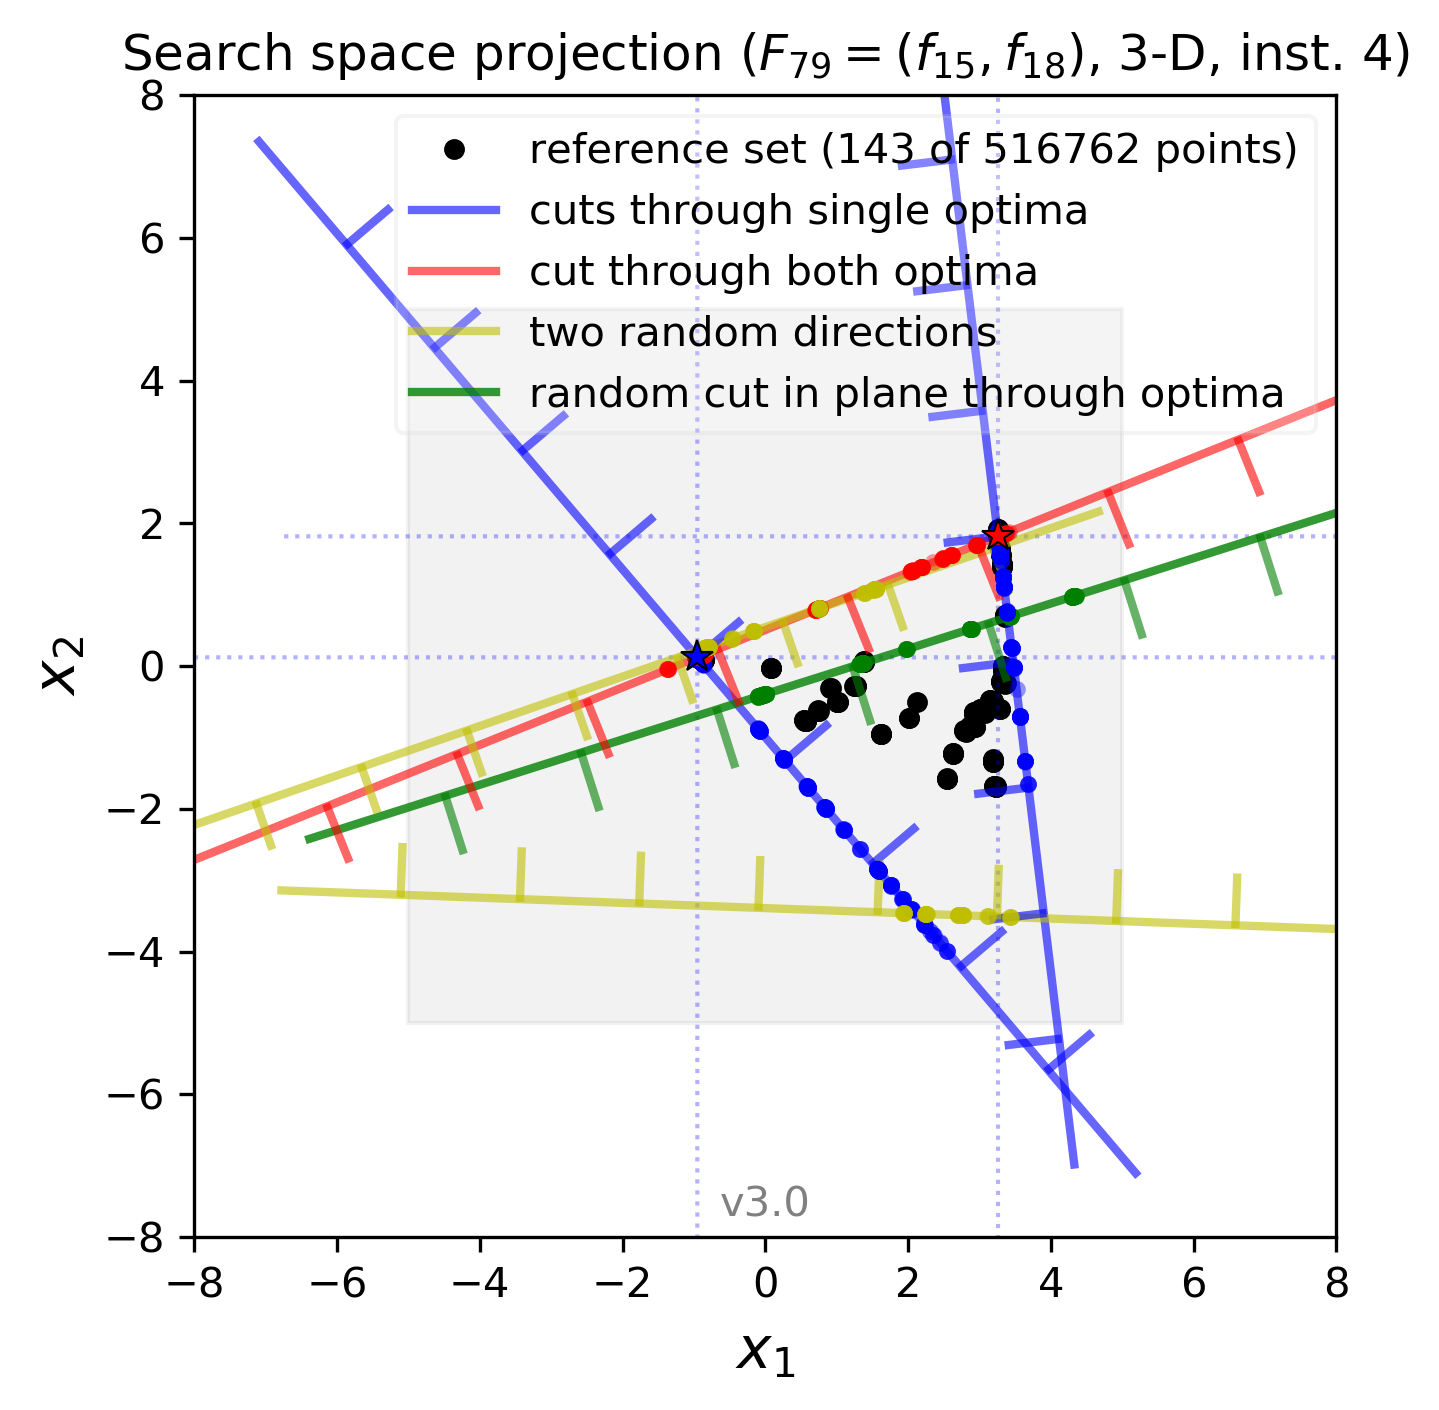 Search space projection (F79 = (f15, f18), 3-D, inst. 4)
8
6
4
2
0
−2
−4
−6
−8
x2
reference set (143 of 516762 points)
cuts through single optima
cut through both optima
two random directions
random cut in plane through optima
v3.0
−8 −6 −4 −2 0 2 4 6 8
x1